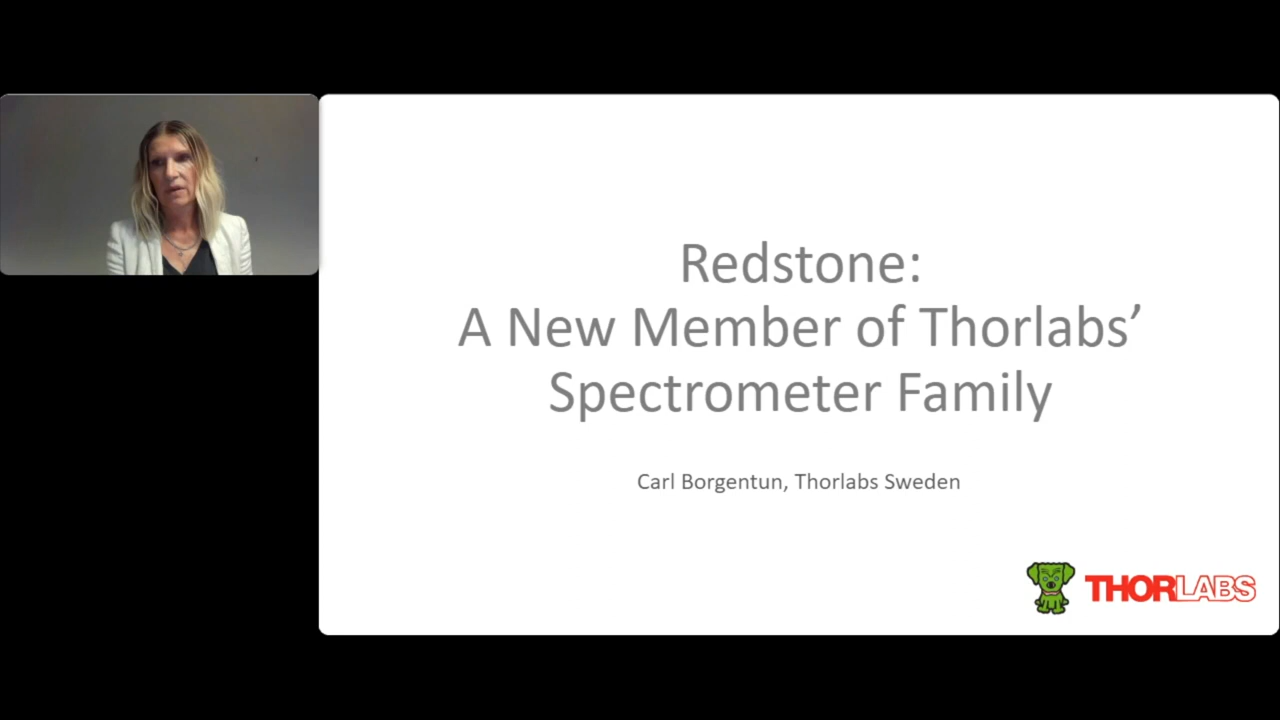 Redstone:
A New Member of Thorlabs’
Spectrometer Family
Carl Borgentun, Thorlabs Sweden
THORLABS